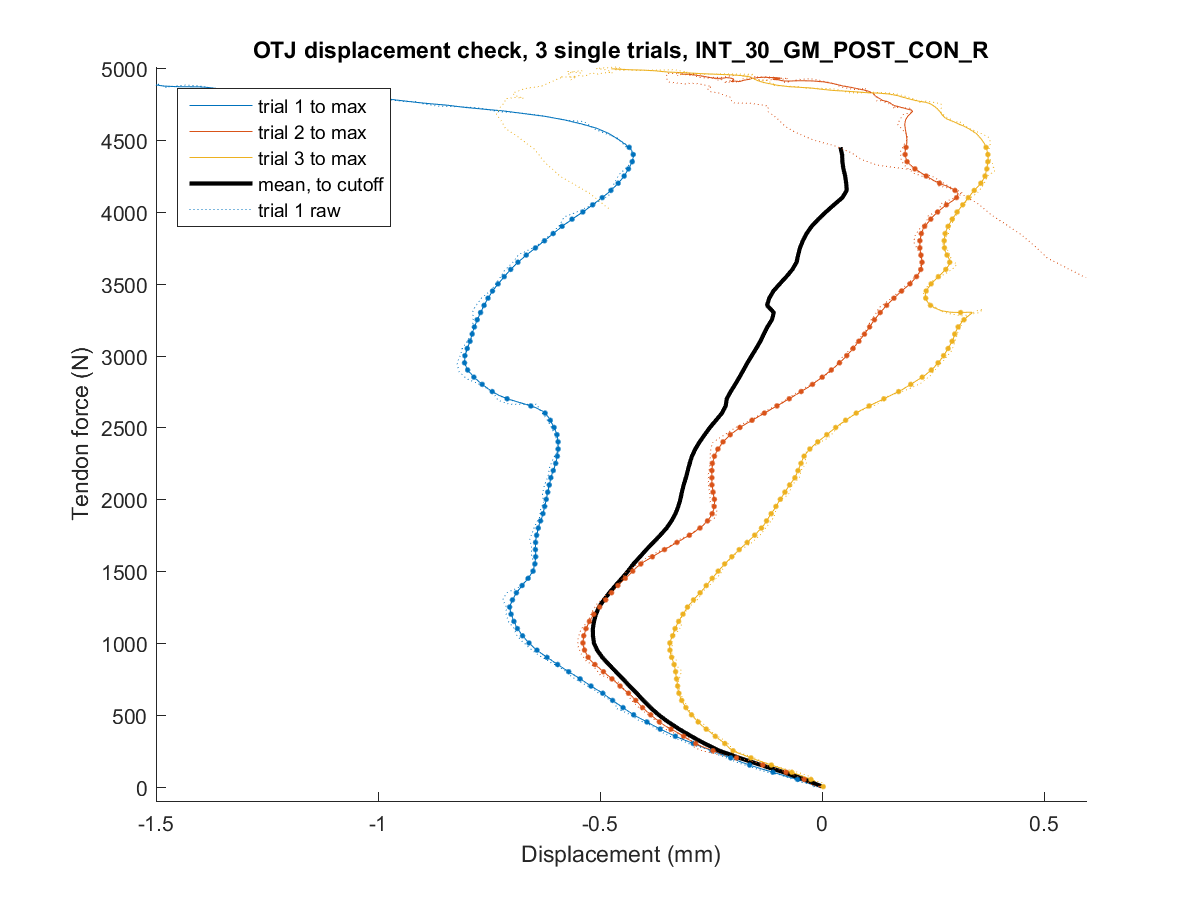 OTJ displacement check, 3 single trials, INT_30_GM_POST_CON_R
5000
4500
4000
3500
3000
2500
2000
1500
1000
500
0
Tendon force (N)
trial 1 to max
trial 2 to max
trial 3 to max
mean, to cutoff
trial 1 raw
-1.5 -1 -0.5 0 0.5
Displacement (mm)